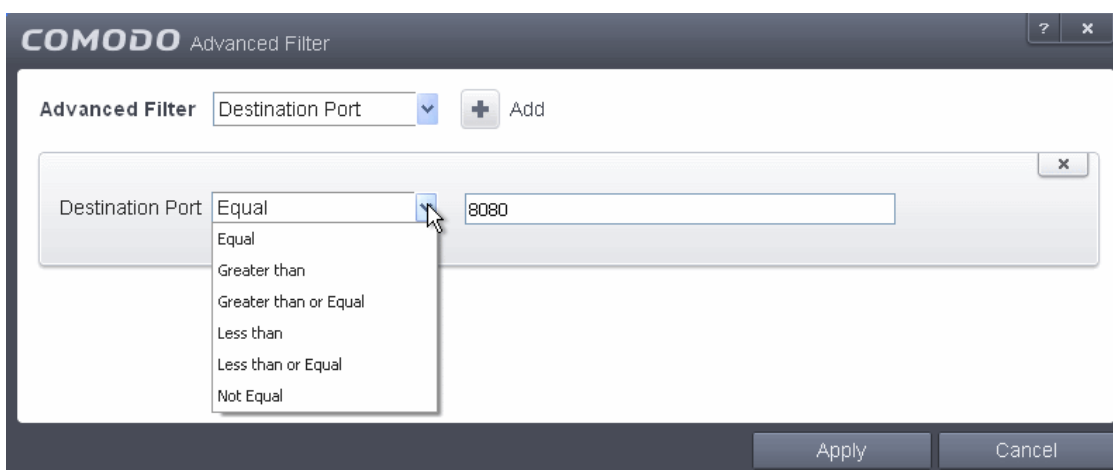 COMODO Advanced Filter ? x
Advanced Filter Destination Port + Add
x
Destination Port Equal 8080
Equal
Greater than
Greater than or Equal
Less than
Less than or Equal
Not Equal
Apply Cancel